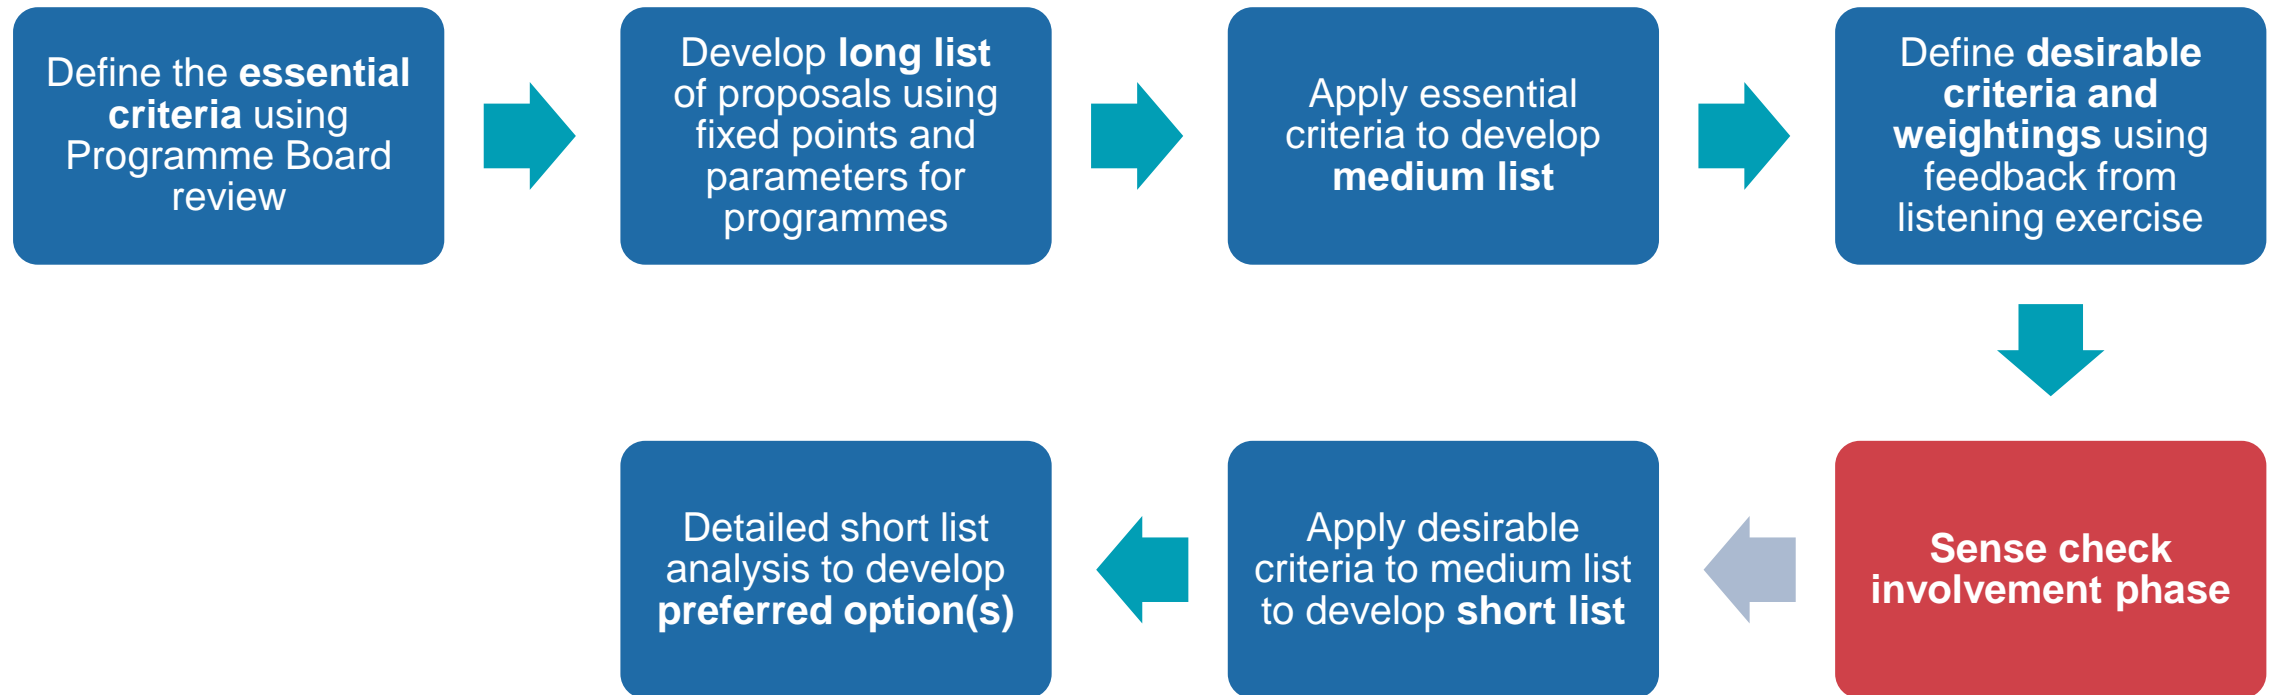 Define the essential
criteria using
Programme Board
review
Develop long list
of proposals using
fixed points and
parameters for
programmes
Apply essential
criteria to develop
medium list
Define desirable
criteria and
weightings using
feedback from
listening exercise
Sense check
involvement phase
Apply desirable
criteria to medium list
to develop short list
Detailed short list
analysis to develop
preferred option(s)